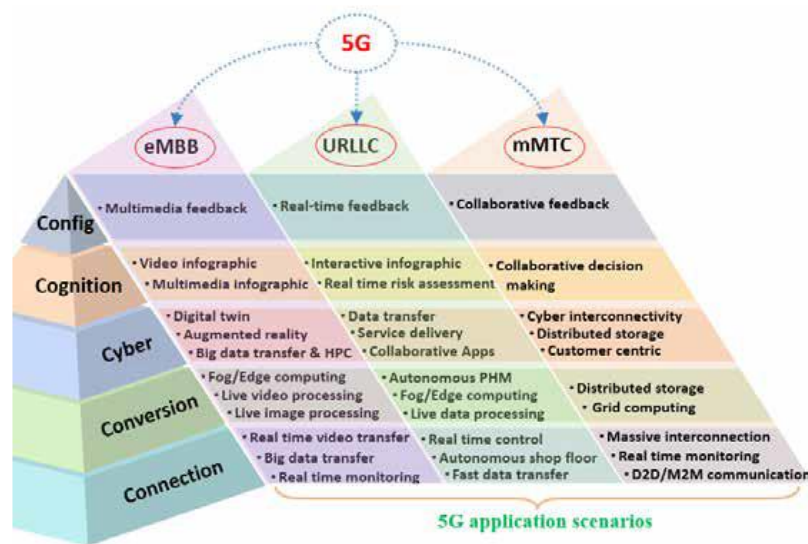 5G
eMBB
URLLC
mMTC
Config
• Multimedia feedback
• Real-time feedback
• Collaborative feedback
Cognition
• Video infographic
• Multimedia infographic
• Interactive infographic
• Real time risk assessment
• Collaborative decision
making
Cyber
• Digital twin
• Augmented reality
• Big data transfer & HPC
• Data transfer
• Service delivery
• Collaborative Apps
• Cyber interconnectivity
• Distributed storage
• Customer centric
Conversion
• Fog/Edge computing
• Live video processing
• Live image processing
• Autonomous PHM
• Fog/Edge computing
• Live data processing
• Distributed storage
• Grid computing
Connection
• Real time video transfer
• Big data transfer
• Real time monitoring
• Real time control
• Autonomous shop floor
• Fast data transfer
• Massive interconnection
• Real time monitoring
• D2D/M2M communication
5G application scenarios